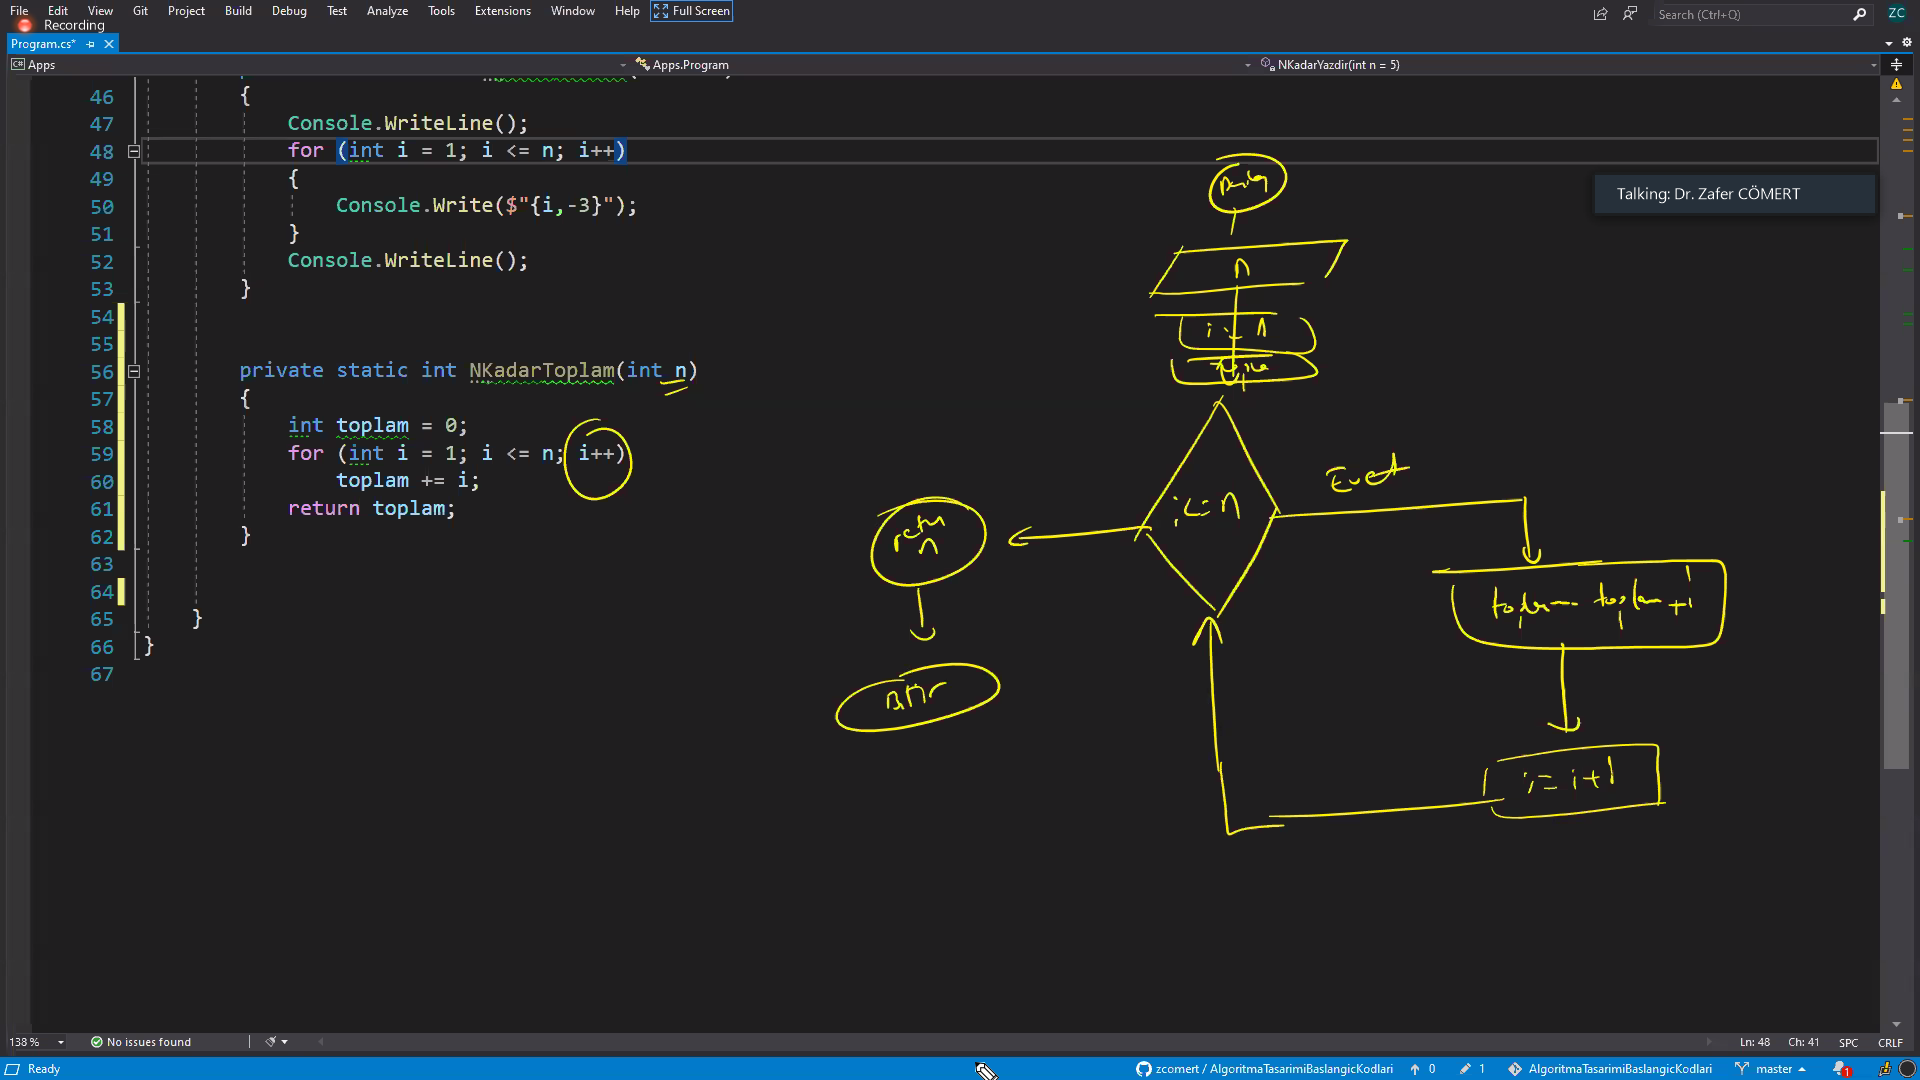 File Edit View Git Project Build Debug Test Analyze Tools Extensions Window Help Full Screen Search (Ctrl+Q) ZC
Recording
Program.cs*
C# Apps Apps.Program NKadarYazdir(int n = 5)
46 {
47 Console.WriteLine();
48 for (int i = 1; i <= n; i++)
49 {
50 Console.Write($"{i,-3}");
51 }
52 Console.WriteLine();
53 }
54
55
56 private static int NKadarToplam(int n)
57 {
58 int toplam = 0;
59 for (int i = 1; i <= n; i++)
60 toplam += i;
61 return toplam;
62 }
63
64
65 }
66 }
67
Talking: Dr. Zafer CÖMERT
n
i = 1
i <= n
Evet
return
n
toplam = toplam + i
i = i+1
138 % No issues found Ln: 48 Ch: 41 SPC CRLF
Ready zcomert / AlgoritmaTasarimiBaslangicKodlari 0 1 AlgoritmaTasarimiBaslangicKodlari master 1